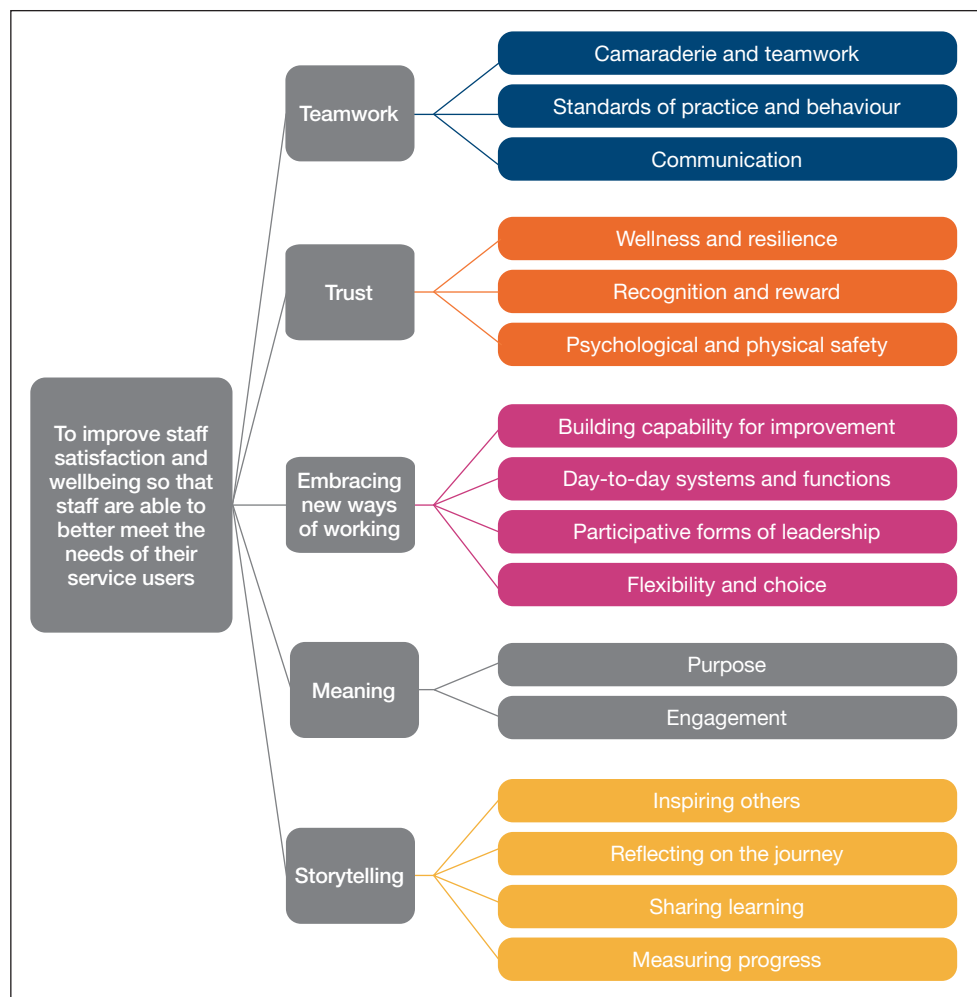 To improve staff
satisfaction and
wellbeing so that
staff are able to
better meet the
needs of their
service users
Teamwork
Camaraderie and teamwork
Standards of practice and behaviour
Communication
Trust
Wellness and resilience
Recognition and reward
Psychological and physical safety
Embracing
new ways
of working
Building capability for improvement
Day-to-day systems and functions
Participative forms of leadership
Flexibility and choice
Meaning
Purpose
Engagement
Storytelling
Inspiring others
Reflecting on the journey
Sharing learning
Measuring progress